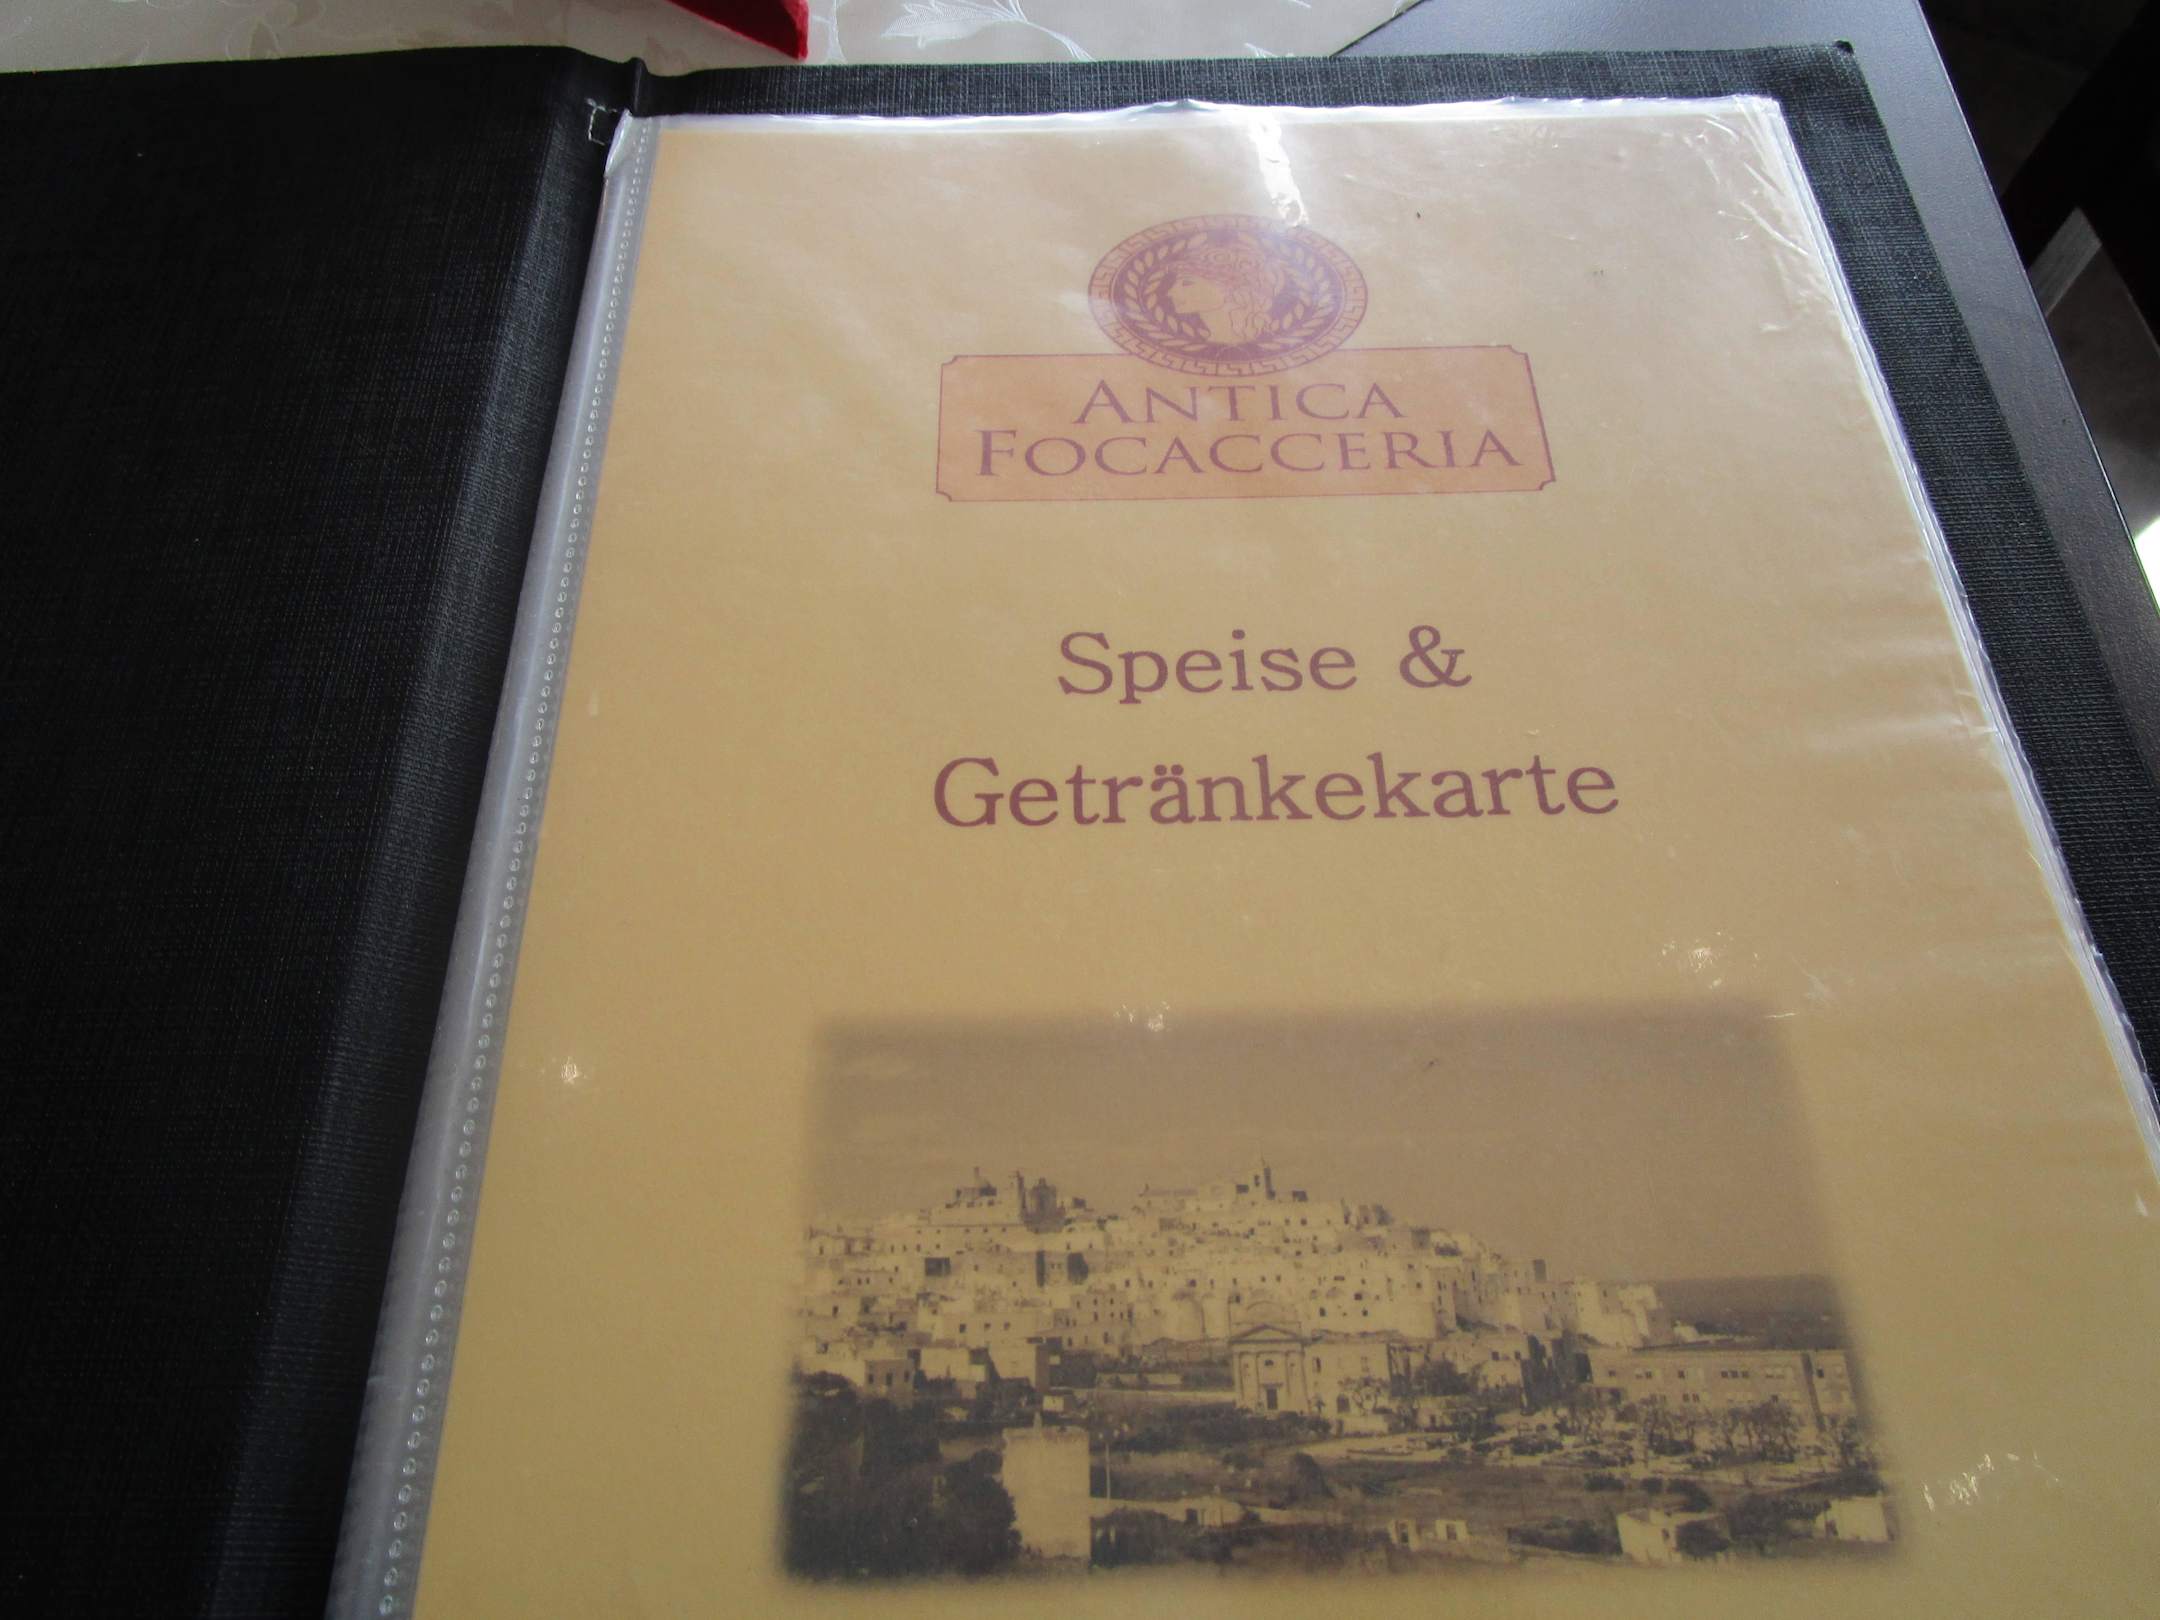 ANTICA
FOCACCERIA
Speise &
Getränkekarte